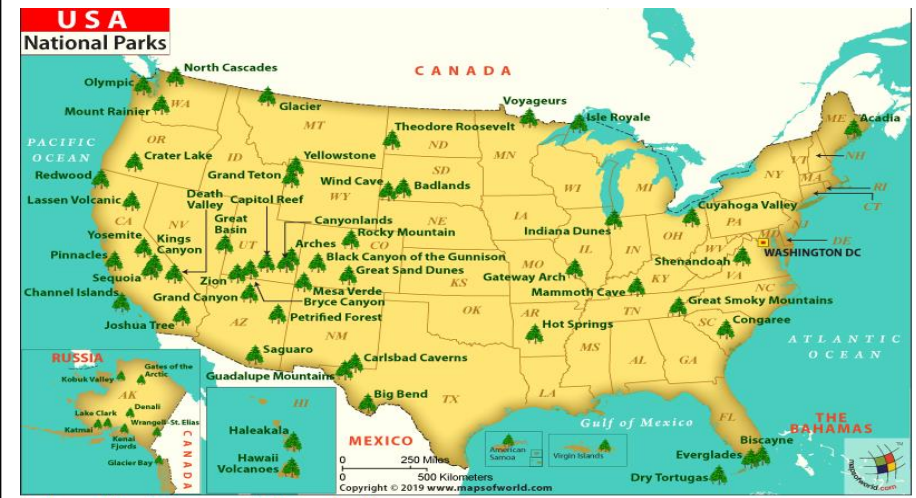 USA
National Parks
CANADA
North Cascades
Olympic
WA
Mount Rainier
Glacier
Voyageurs
Isle Royale
MT
Theodore Roosevelt
ND
MN
ME
Acadia
PACIFIC
OCEAN
OR
ID
Crater Lake
Yellowstone
Grand Teton
Redwood
WY
Wind Cave
SD
Badlands
WI
MI
NY
VT
NH
MA
RI
CT
Lassen Volcanic
Death
Valley
Capitol Reef
Great
Basin
Canyonlands
CA
NV
UT
NE
IA
Indiana Dunes
Cuyahoga Valley
PA
NJ
Yosemite
Kings
Canyon
Arches
Rocky Mountain
CO
IL
IN
OH
WV
MD
DE
WASHINGTON DC
Pinnacles
Sequoia
Zion
Black Canyon of the Gunnison
Great Sand Dunes
KS
MO
Gateway Arch
KY
Shenandoah
VA
Channel Islands
Grand Canyon
Mesa Verde
Bryce Canyon
Mammoth Cave
NC
Joshua Tree
AZ
Petrified Forest
NM
OK
AR
Hot Springs
TN
Great Smoky Mountains
SC
Congaree
ATLANTIC
OCEAN
Saguaro
Guadalupe Mountains
Carlsbad Caverns
MS
AL
GA
Big Bend
TX
LA
FL
RUSSIA
Gates of the
Arctic
Kobuk Valley
AK
Denali
Lake Clark
Wrangell-St. Elias
Katmai
Kenai
Fjords
Glacier Bay
CANADA
HI
Haleakala
Hawaii
Volcanoes
MEXICO
Gulf of Mexico
American
Samoa
Virgin Islands
THE
BAHAMAS
Biscayne
Everglades
Dry Tortugas
0 250 Miles
0 500 Kilometers
Copyright © 2019 www.mapsofworld.com
mapsofworld.com